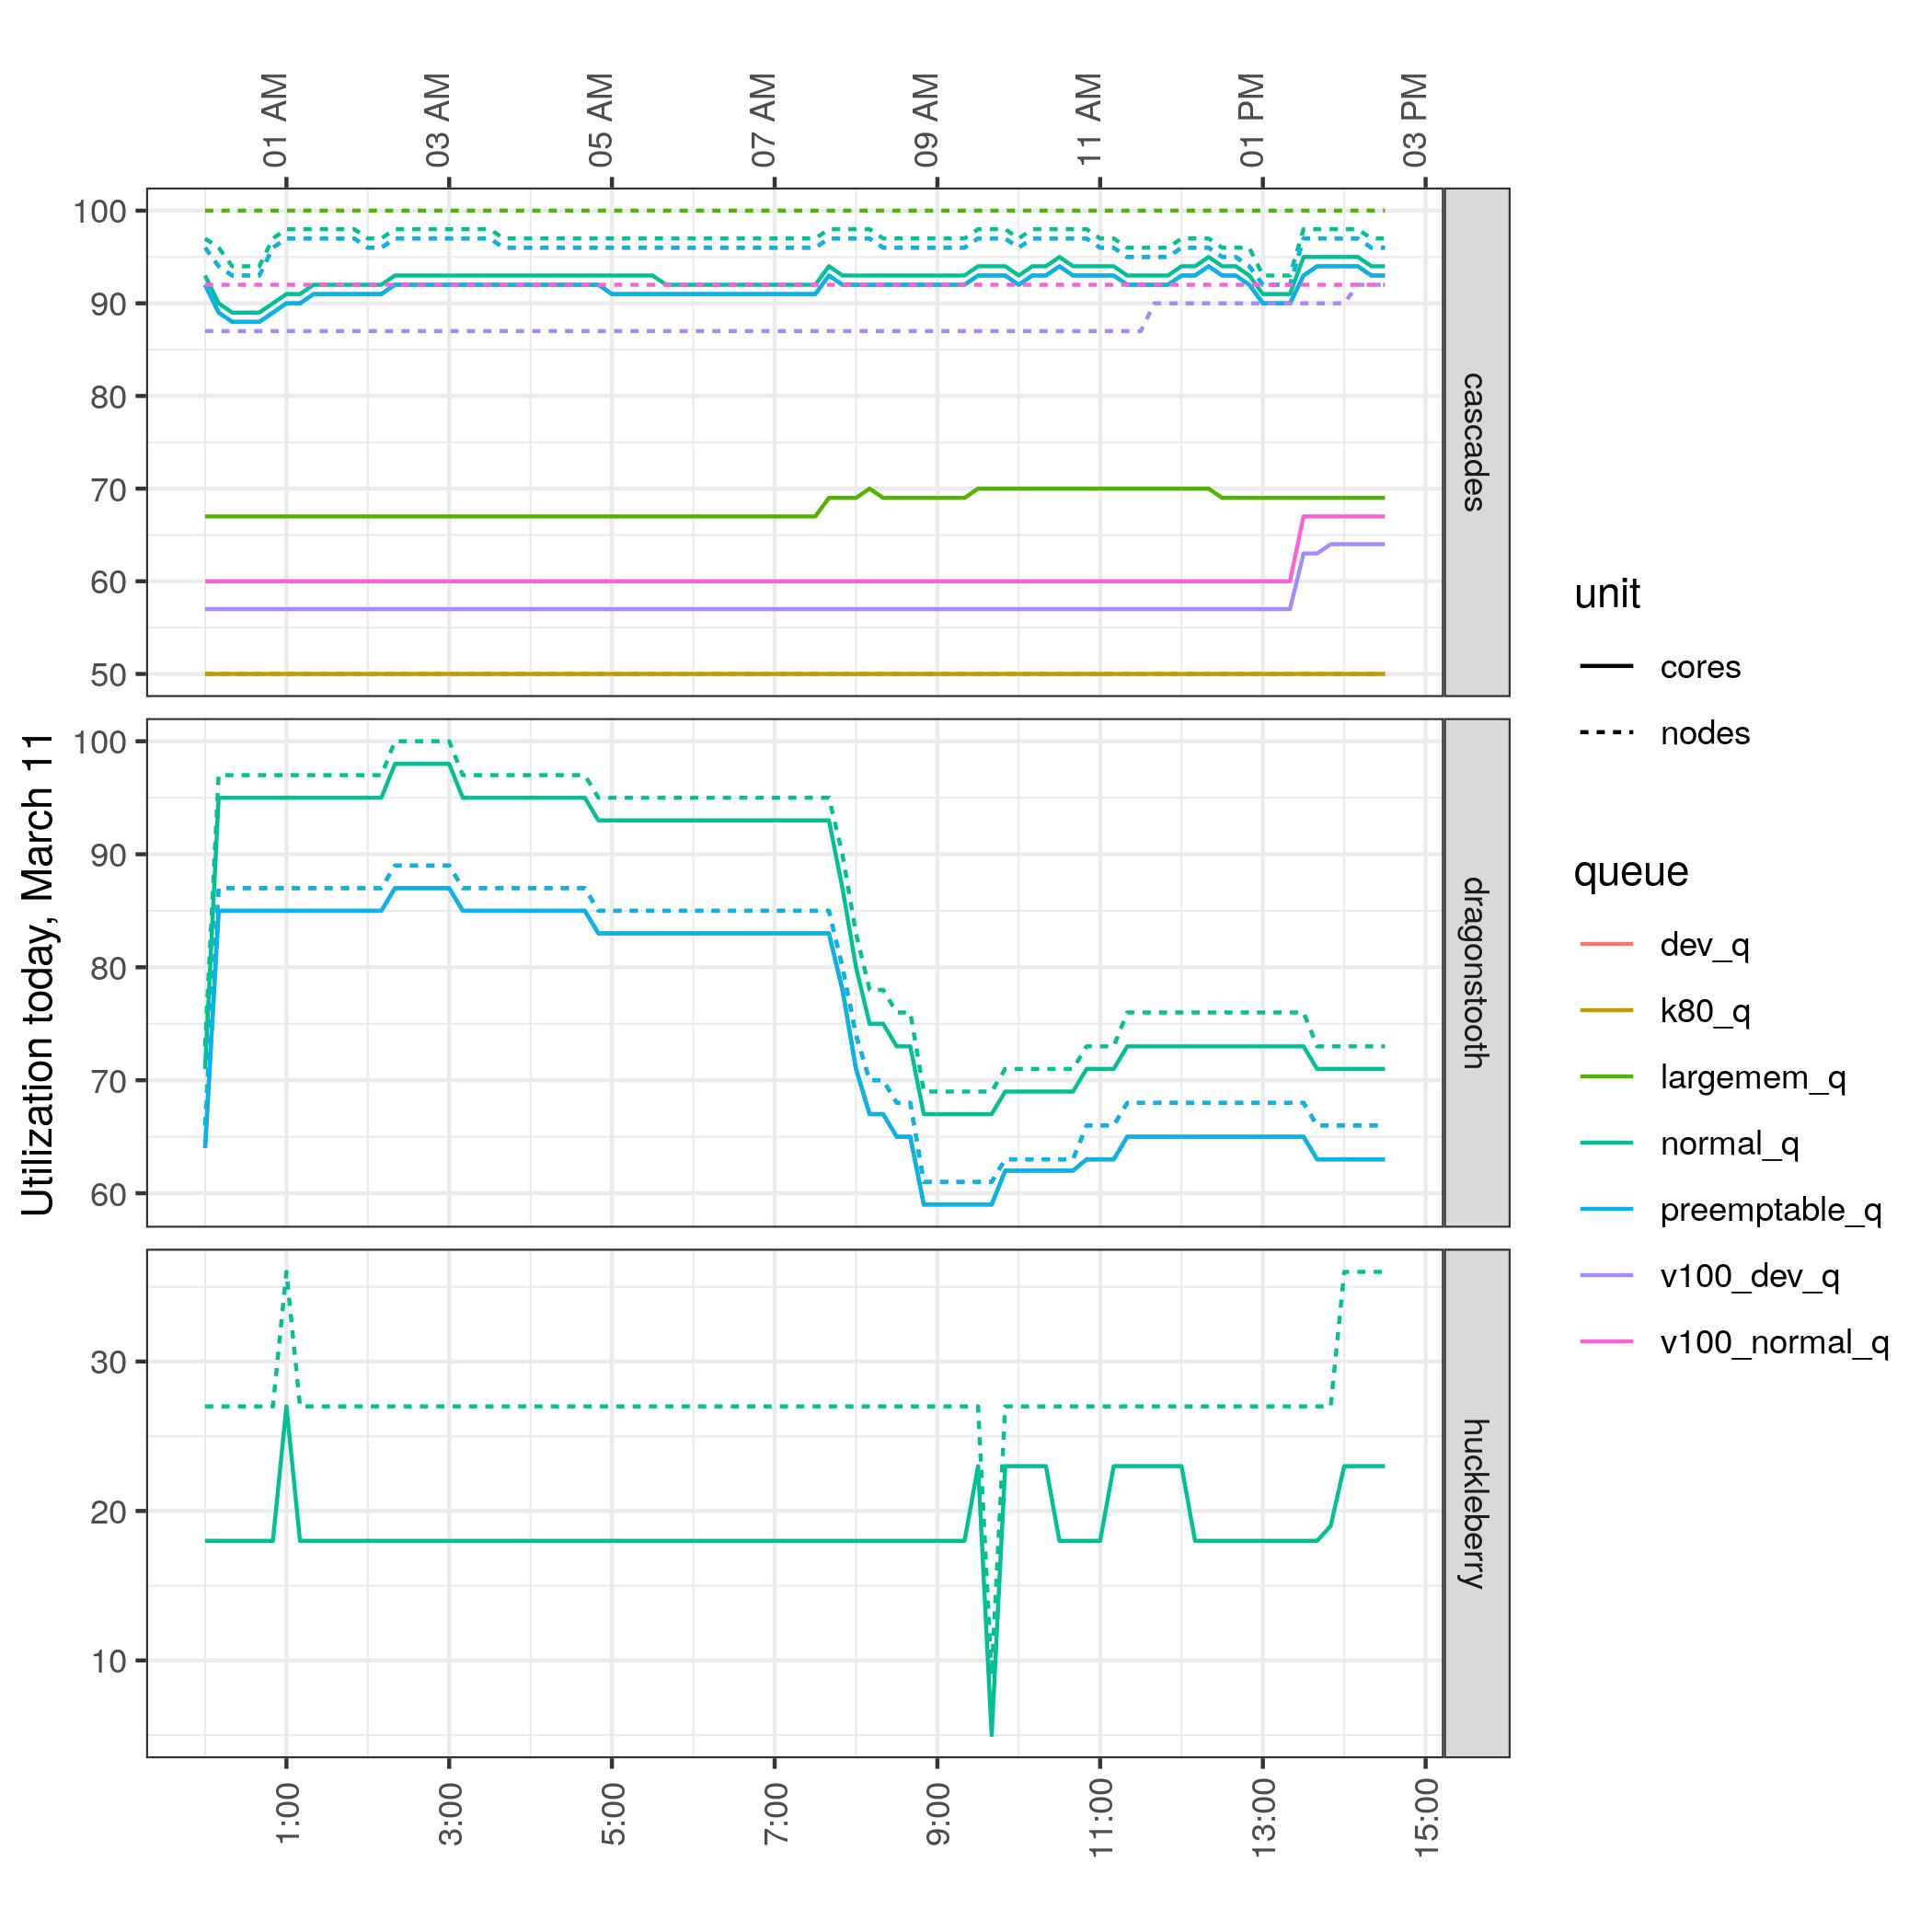 01 AM
03 AM
05 AM
07 AM
09 AM
11 AM
01 PM
03 PM
Utilization today, March 11
100
90
80
70
60
50
cascades
100
90
80
70
60
dragonstooth
30
20
10
huckleberry
1:00
3:00
5:00
7:00
9:00
11:00
13:00
15:00
unit
cores
nodes
queue
dev_q
k80_q
largemem_q
normal_q
preemptable_q
v100_dev_q
v100_normal_q